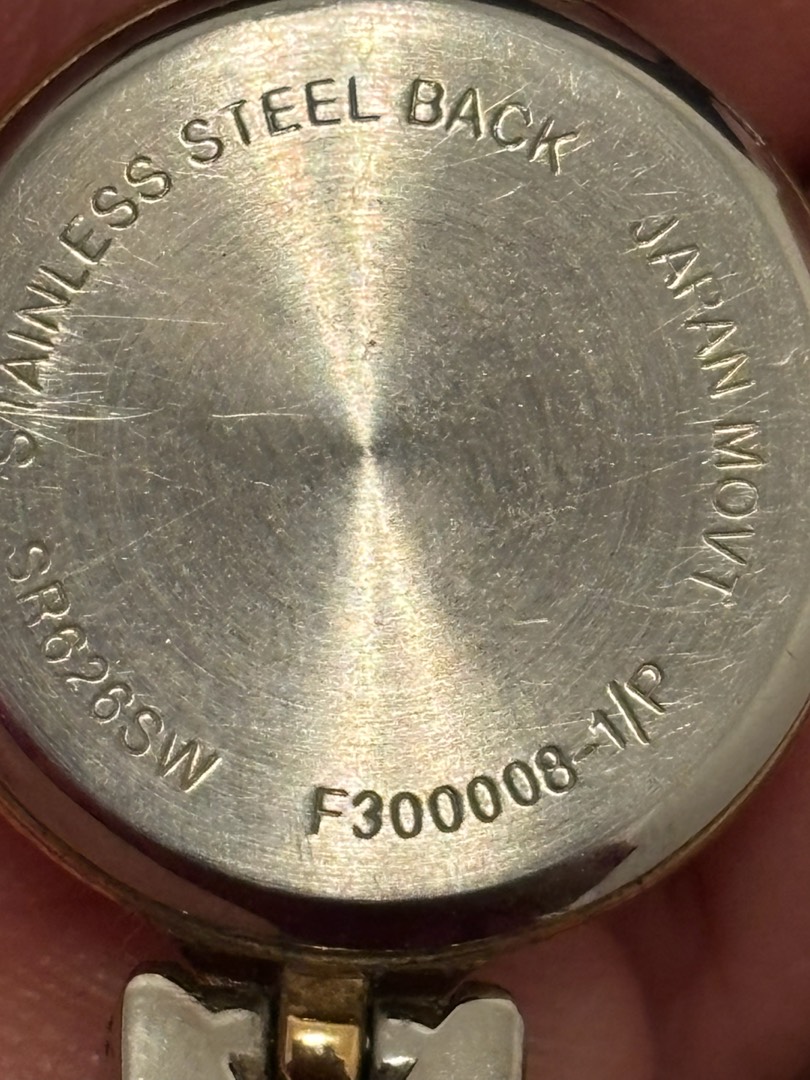 STAINLESS STEEL BACK
JAPAN MOVT
F300008-1/P
SR626SW